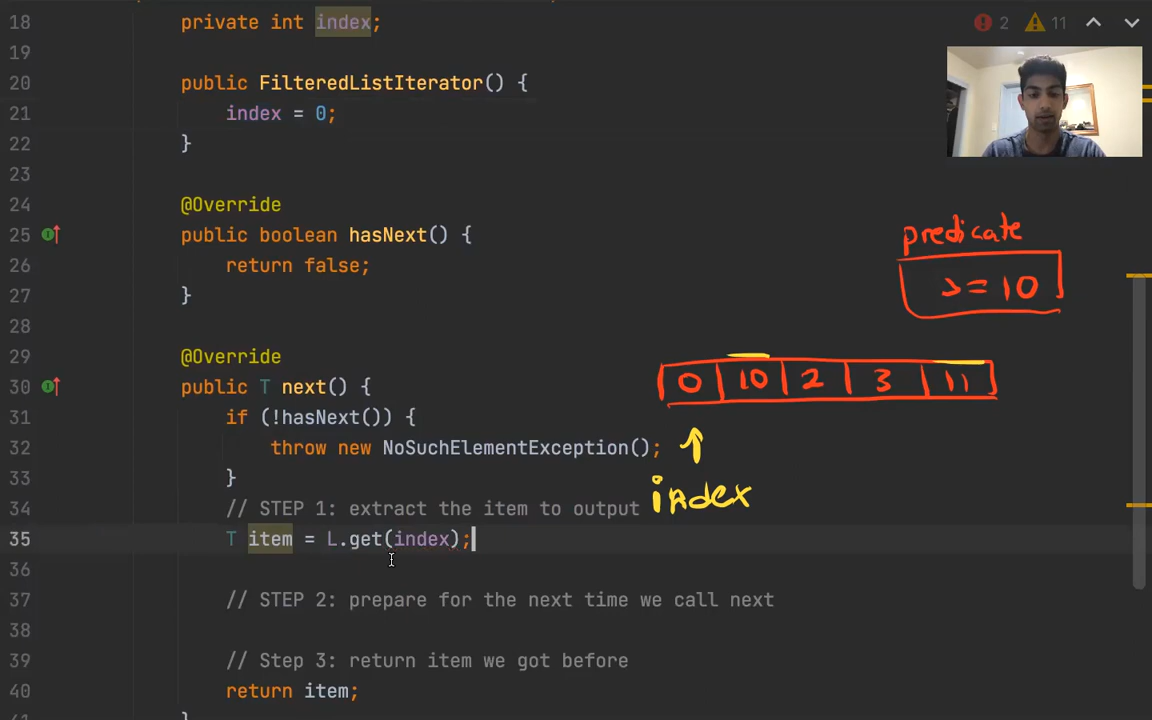 18 private int index;
2 11
19
20 public FilteredListIterator() {
21 index = 0;
22 }
23
24 @Override
25 public boolean hasNext() {
predicate
26 return false;
>= 10
27 }
28
29 @Override
30 public T next() {
0 10 2 3 11
31 if (!hasNext()) {
32 throw new NoSuchElementException();
33 }
index
34 // STEP 1: extract the item to output
35 T item = L.get(index);
36
37 // STEP 2: prepare for the next time we call next
38
39 // Step 3: return item we got before
40 return item;
41 }